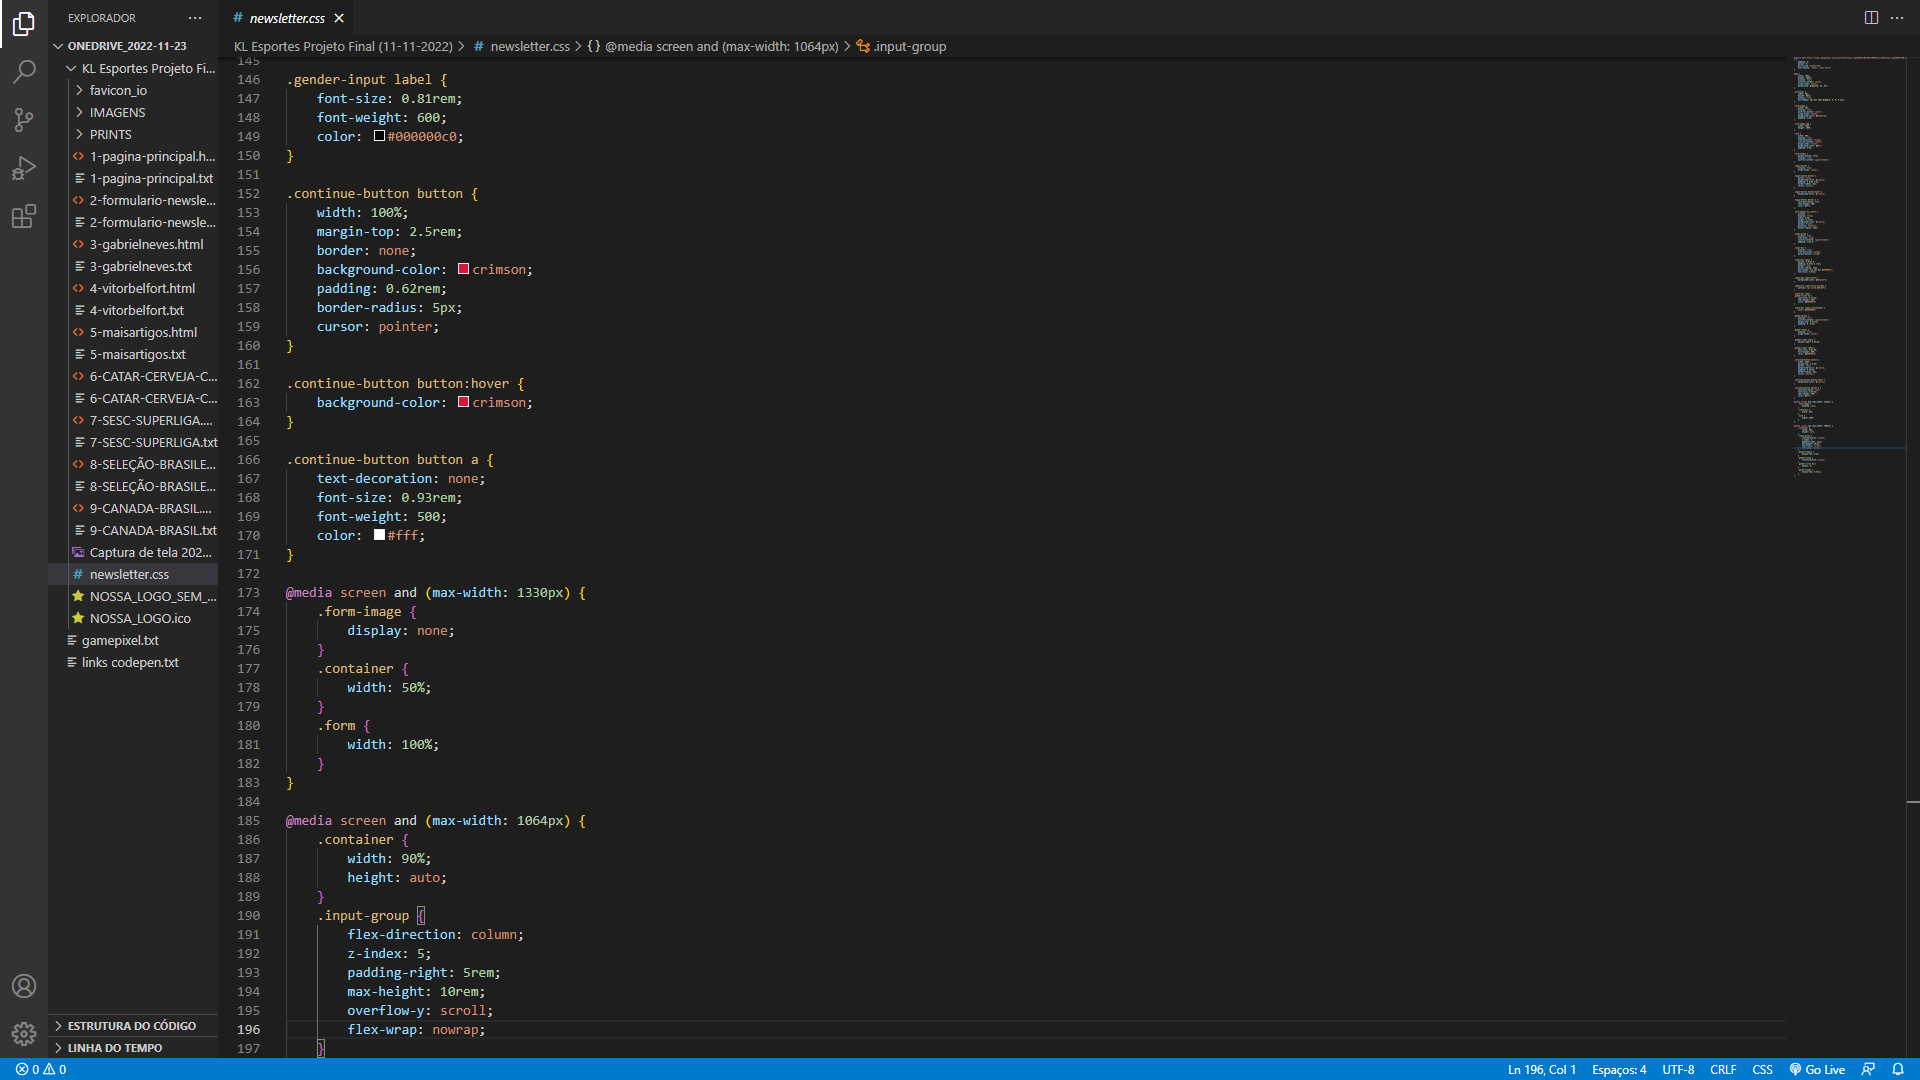 EXPLORADOR
ONEDRIVE_2022-11-23
KL Esportes Projeto Fi...
favicon_io
IMAGENS
PRINTS
1-pagina-principal.h...
1-pagina-principal.txt
2-formulario-newsle...
2-formulario-newsle...
3-gabrielneves.html
3-gabrielneves.txt
4-vitorbelfort.html
4-vitorbelfort.txt
5-maisartigos.html
5-maisartigos.txt
6-CATAR-CERVEJA-C...
6-CATAR-CERVEJA-C...
7-SESC-SUPERLIGA....
7-SESC-SUPERLIGA.txt
8-SELEÇÃO-BRASILE...
8-SELEÇÃO-BRASILE...
9-CANADA-BRASIL....
9-CANADA-BRASIL.txt
Captura de tela 202...
# newsletter.css
NOSSA_LOGO_SEM_...
NOSSA_LOGO.ico
gamepixel.txt
links codepen.txt
ESTRUTURA DO CÓDIGO
LINHA DO TEMPO
# newsletter.css
KL Esportes Projeto Final (11-11-2022) > # newsletter.css > {} @media screen and (max-width: 1064px) > .input-group
145
146 .gender-input label {
147 font-size: 0.81rem;
148 font-weight: 600;
149 color: #000000c0;
150 }
151
152 .continue-button button {
153 width: 100%;
154 margin-top: 2.5rem;
155 border: none;
156 background-color: crimson;
157 padding: 0.62rem;
158 border-radius: 5px;
159 cursor: pointer;
160 }
161
162 .continue-button button:hover {
163 background-color: crimson;
164 }
165
166 .continue-button button a {
167 text-decoration: none;
168 font-size: 0.93rem;
169 font-weight: 500;
170 color: #fff;
171 }
172
173 @media screen and (max-width: 1330px) {
174 .form-image {
175 display: none;
176 }
177 .container {
178 width: 50%;
179 }
180 .form {
181 width: 100%;
182 }
183 }
184
185 @media screen and (max-width: 1064px) {
186 .container {
187 width: 90%;
188 height: auto;
189 }
190 .input-group {
191 flex-direction: column;
192 z-index: 5;
193 padding-right: 5rem;
194 max-height: 10rem;
195 overflow-y: scroll;
196 flex-wrap: nowrap;
197 }
0 0
Ln 196, Col 1 Espaços: 4 UTF-8 CRLF CSS Go Live